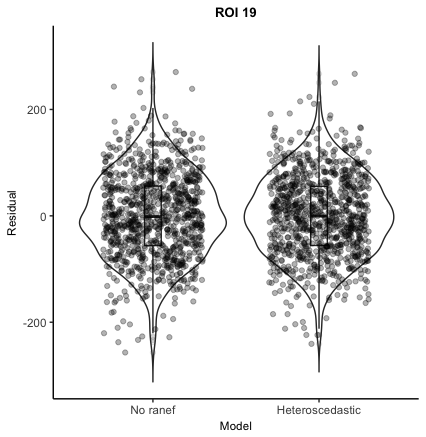 ROI 19
Residual
200
0
-200
No ranef
Heteroscedastic
Model